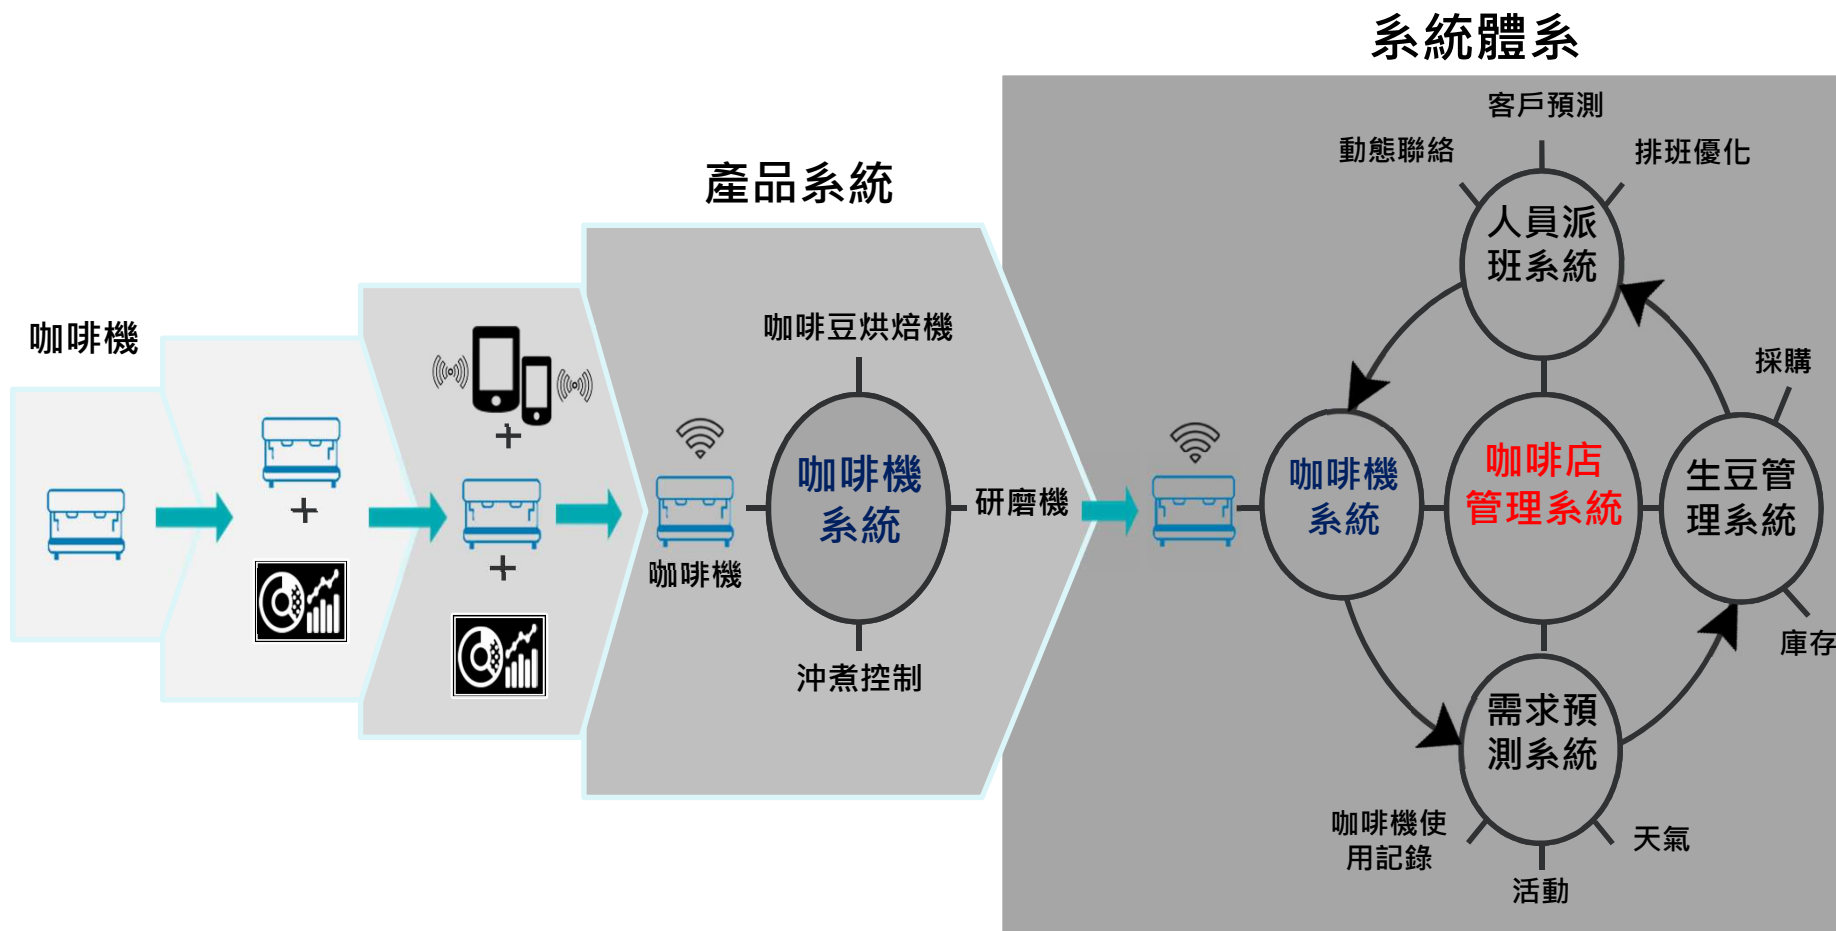 系統體系
產品系統
咖啡機
咖啡豆烘焙機
咖啡機
系統
咖啡機
研磨機
沖煮控制
客戶預測
動態聯絡
排班優化
人員派
班系統
採購
咖啡機
系統
咖啡店
管理系統
生豆管
理系統
庫存
需求預
測系統
咖啡機使
用記錄
天氣
活動